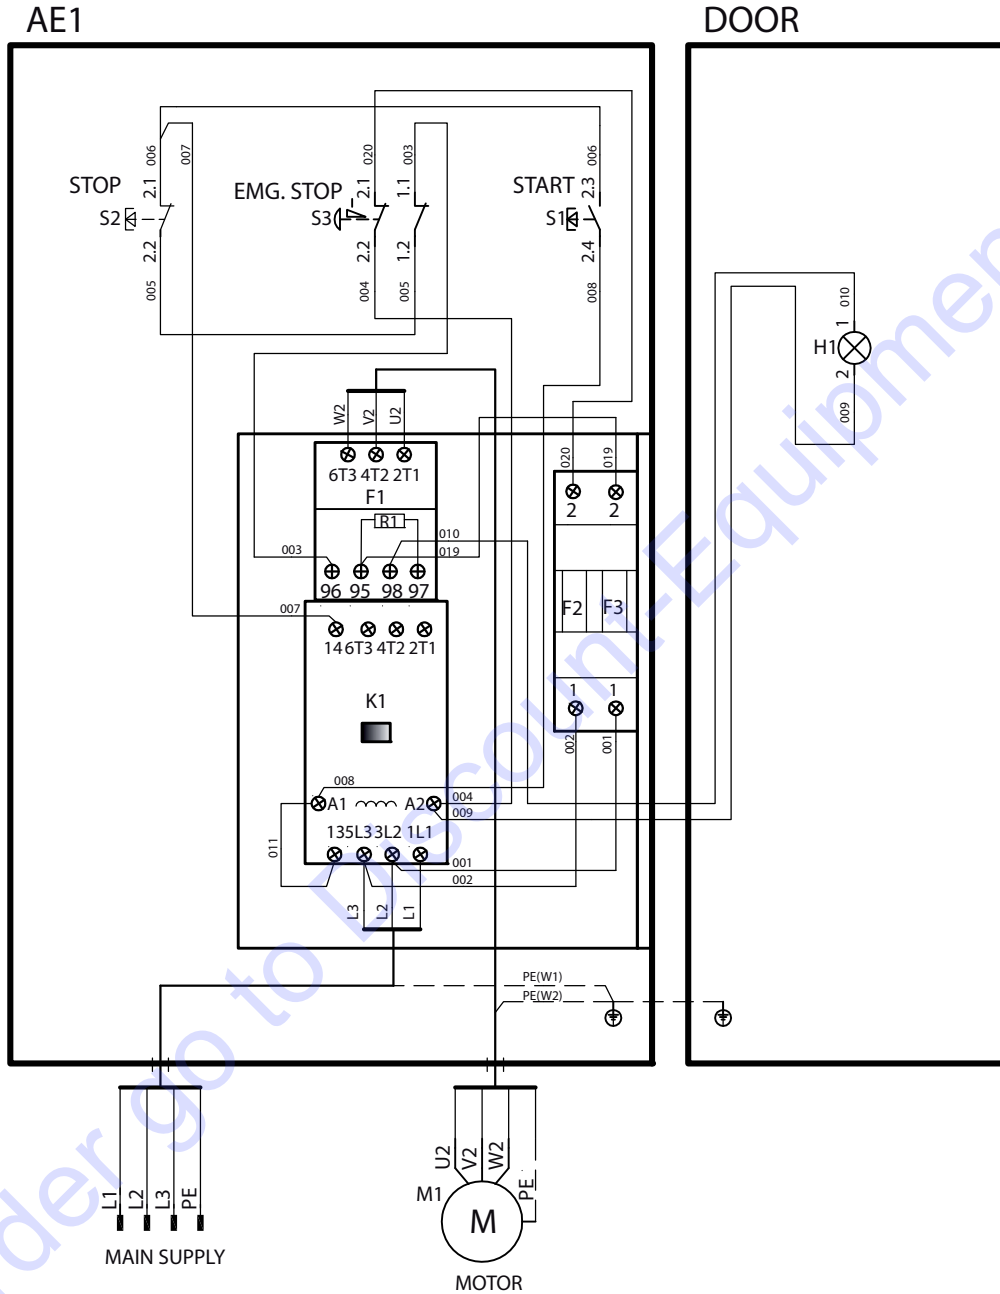 AE1
DOOR
006
007
020
003
006
STOP
2.1
EMG. STOP
2.1
1.1
START
2.3
S2
S3
S1
2.2
2.2
1.2
2.4
005
004
005
008
010
1
H1
2
009
W2
V2
U2
020
019
6T3 4T2 2T1
F1
2
2
R1
010
003
019
96 95 98 97
F2
F3
007
14 6T3 4T2 2T1
K1
1
1
002
001
008
A1
A2
004
009
13 5L3 3L2 1L1
011
001
002
L3
L2
L1
PE(W1)
PE(W2)
L1
L2
L3
PE
U2
V2
W2
PE
M1
M
MAIN SUPPLY
MOTOR
der go to Discount-Equipmen